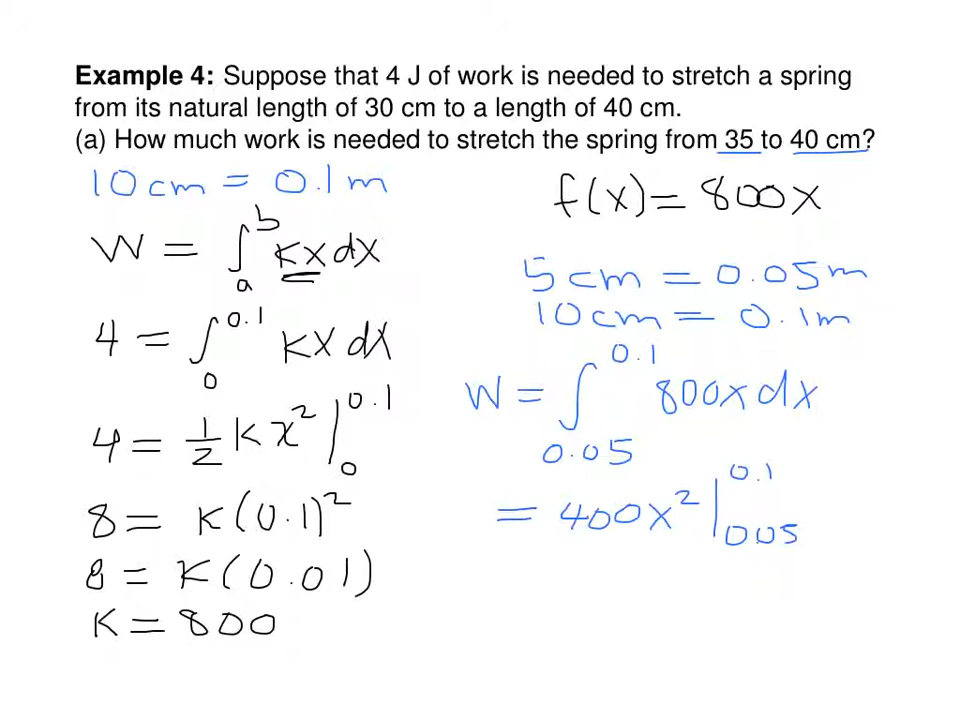 Example 4: Suppose that 4 J of work is needed to stretch a spring
from its natural length of 30 cm to a length of 40 cm.
(a) How much work is needed to stretch the spring from 35 to 40 cm?
10 cm = 0.1 m
W = ∫_a^b kx dx
4 = ∫_0^0.1 kx dx
4 = 1/2 k x² |_0^0.1
8 = k(0.1)²
8 = k(0.01)
k = 800
f(x) = 800x
5 cm = 0.05 m
10 cm = 0.1 m
W = ∫_0.05^0.1 800x dx
= 400x² |_0.05^0.1